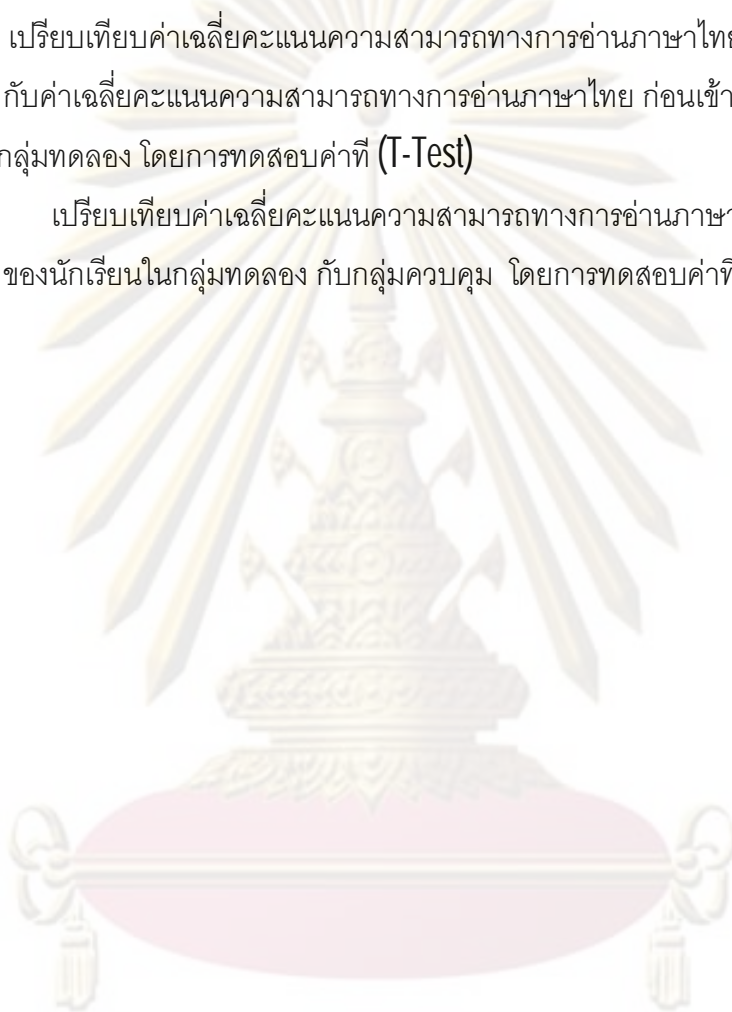 เปรียบเทียบค่าเฉลี่ยคะแนนความสามารถทางการอ่านภาษาไทย
กับค่าเฉลี่ยคะแนนความสามารถทางการอ่านภาษาไทย ก่อนเข้า
กลุ่มทดลอง โดยการทดสอบค่าที (T-Test)
เปรียบเทียบค่าเฉลี่ยคะแนนความสามารถทางการอ่านภาษา
ของนักเรียนในกลุ่มทดลอง กับกลุ่มควบคุม โดยการทดสอบค่าที